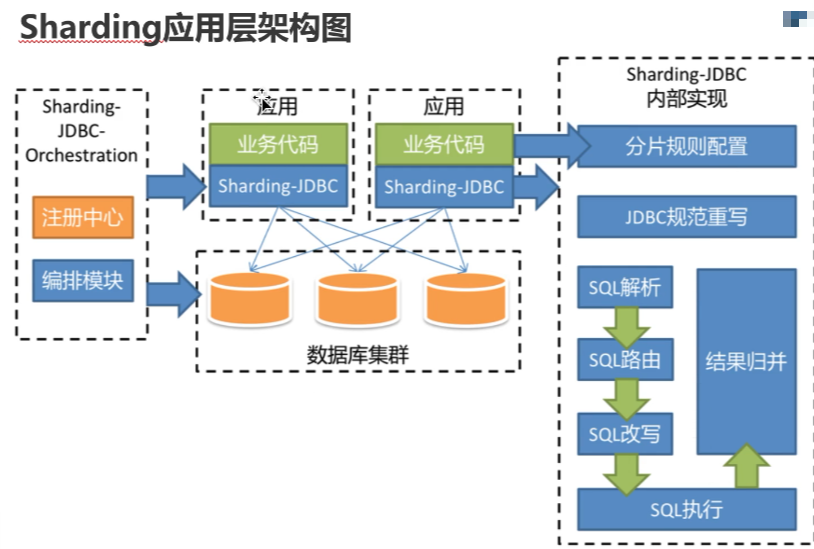 Sharding应用层架构图
Sharding-
JDBC-
Orchestration
注册中心
编排模块
应用
业务代码
Sharding-JDBC
应用
业务代码
Sharding-JDBC
数据库集群
Sharding-JDBC
内部实现
分片规则配置
JDBC规范重写
SQL解析
SQL路由
SQL改写
结果归并
SQL执行